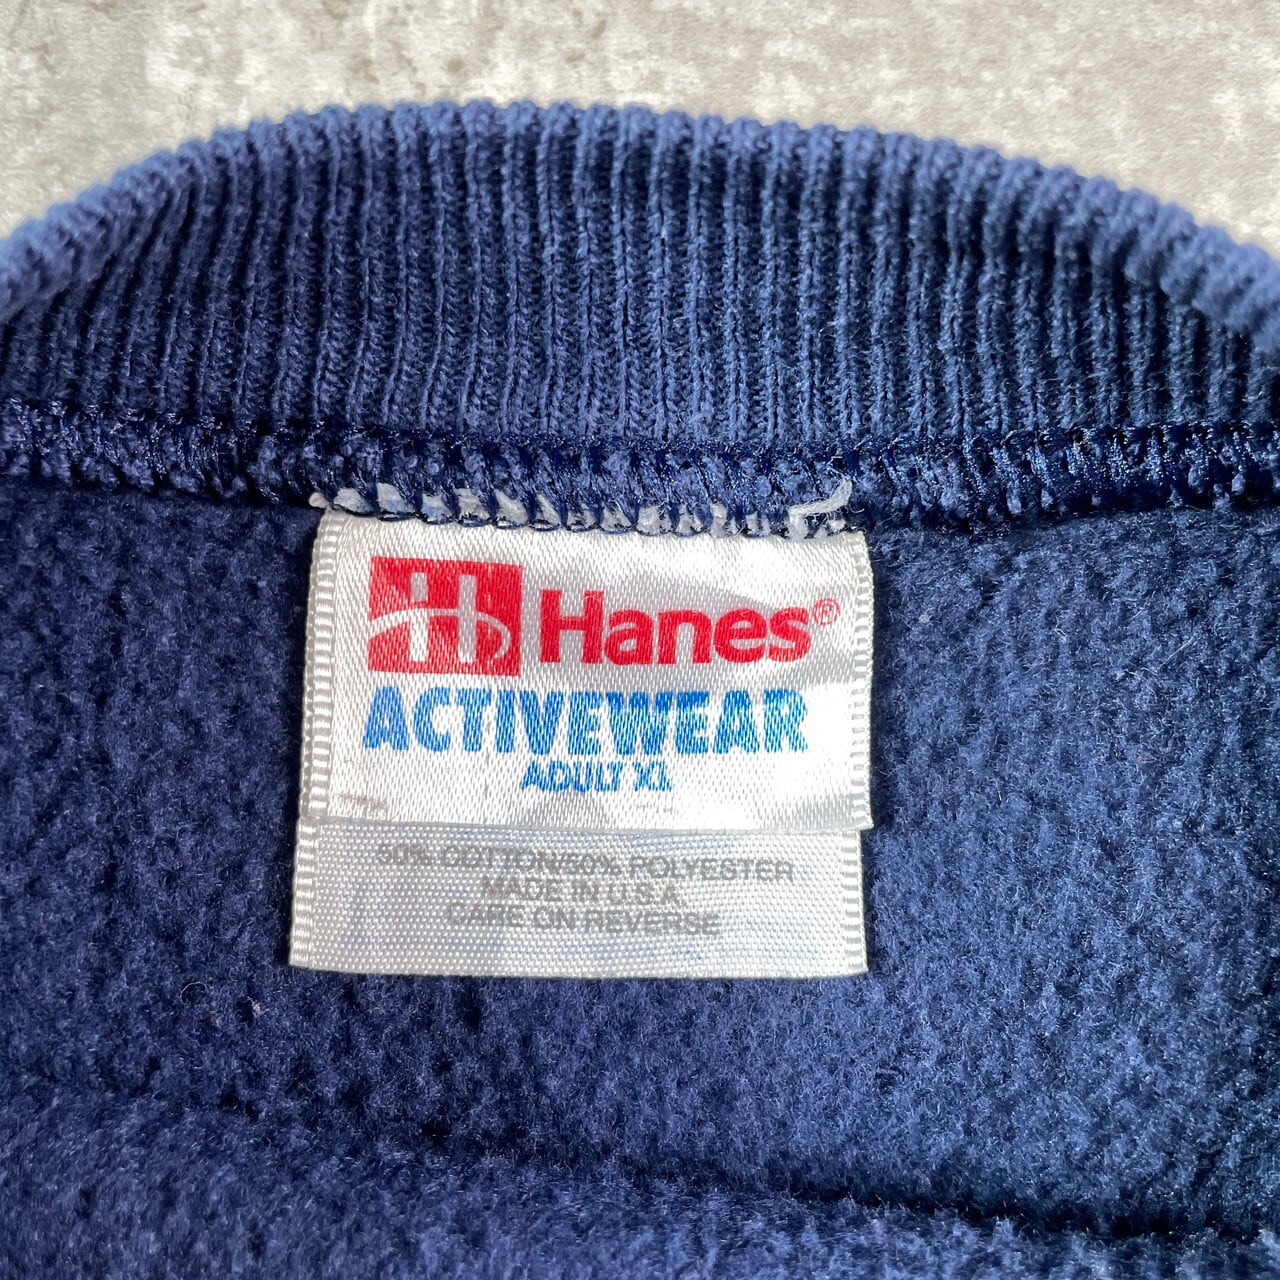 Hanes®
ACTIVEWEAR
ADULT XL
50% COTTON/50% POLYESTER
MADE IN U.S.A.
CARE ON REVERSE